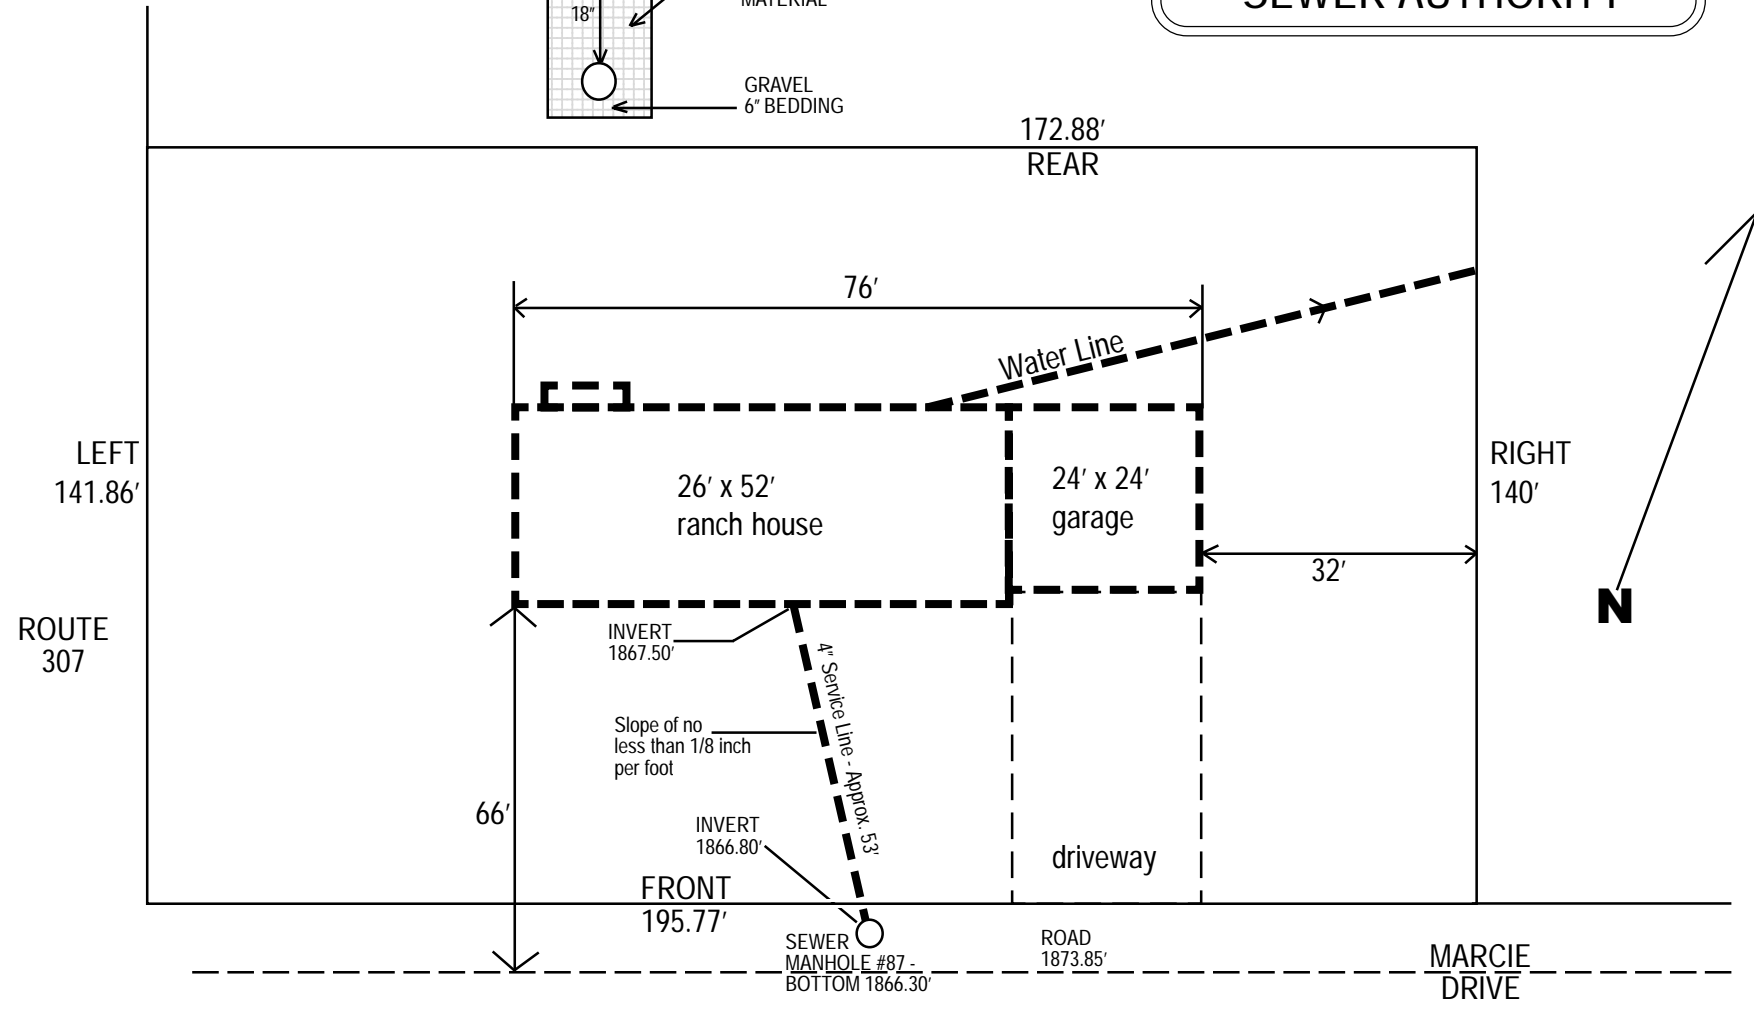 MATERIAL
SEWER AUTHORITY
18"
GRAVEL
6" BEDDING
172.88'
REAR
76'
Water Line
LEFT
141.86'
26' x 52'
ranch house
24' x 24'
garage
RIGHT
140'
32'
N
ROUTE
307
INVERT
1867.50'
4" Service Line - Approx. 53'
Slope of no
less than 1/8 inch
per foot
66'
INVERT
1866.80'
driveway
FRONT
195.77'
SEWER
MANHOLE #87 -
BOTTOM 1866.30'
ROAD
1873.85'
MARCIE
DRIVE